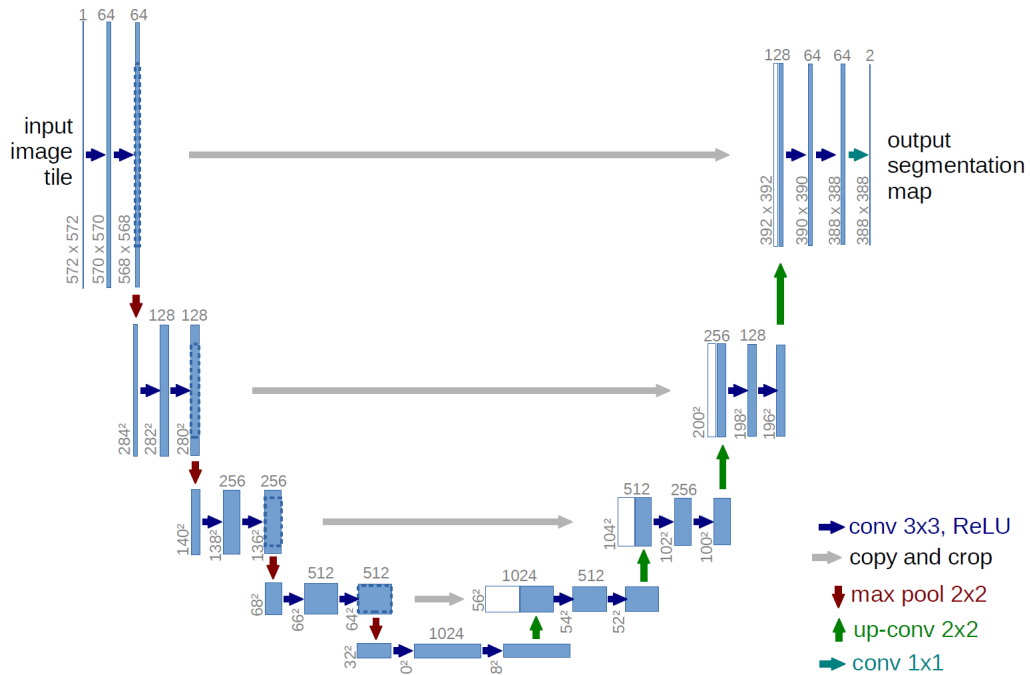 1 64 64
input
image
tile
572 x 572
570 x 570
568 x 568
128 64 64 2
output
segmentation
map
392 x 392
390 x 390
388 x 388
388 x 388
128 128
284²
282²
280²
256 128
200²
198²
196²
256 256
140²
138²
136²
512 256
104²
102²
100²
512 512
68²
66²
64²
1024 512
56²
54²
52²
1024
32²
0²
8²
conv 3x3, ReLU
copy and crop
max pool 2x2
up-conv 2x2
conv 1x1